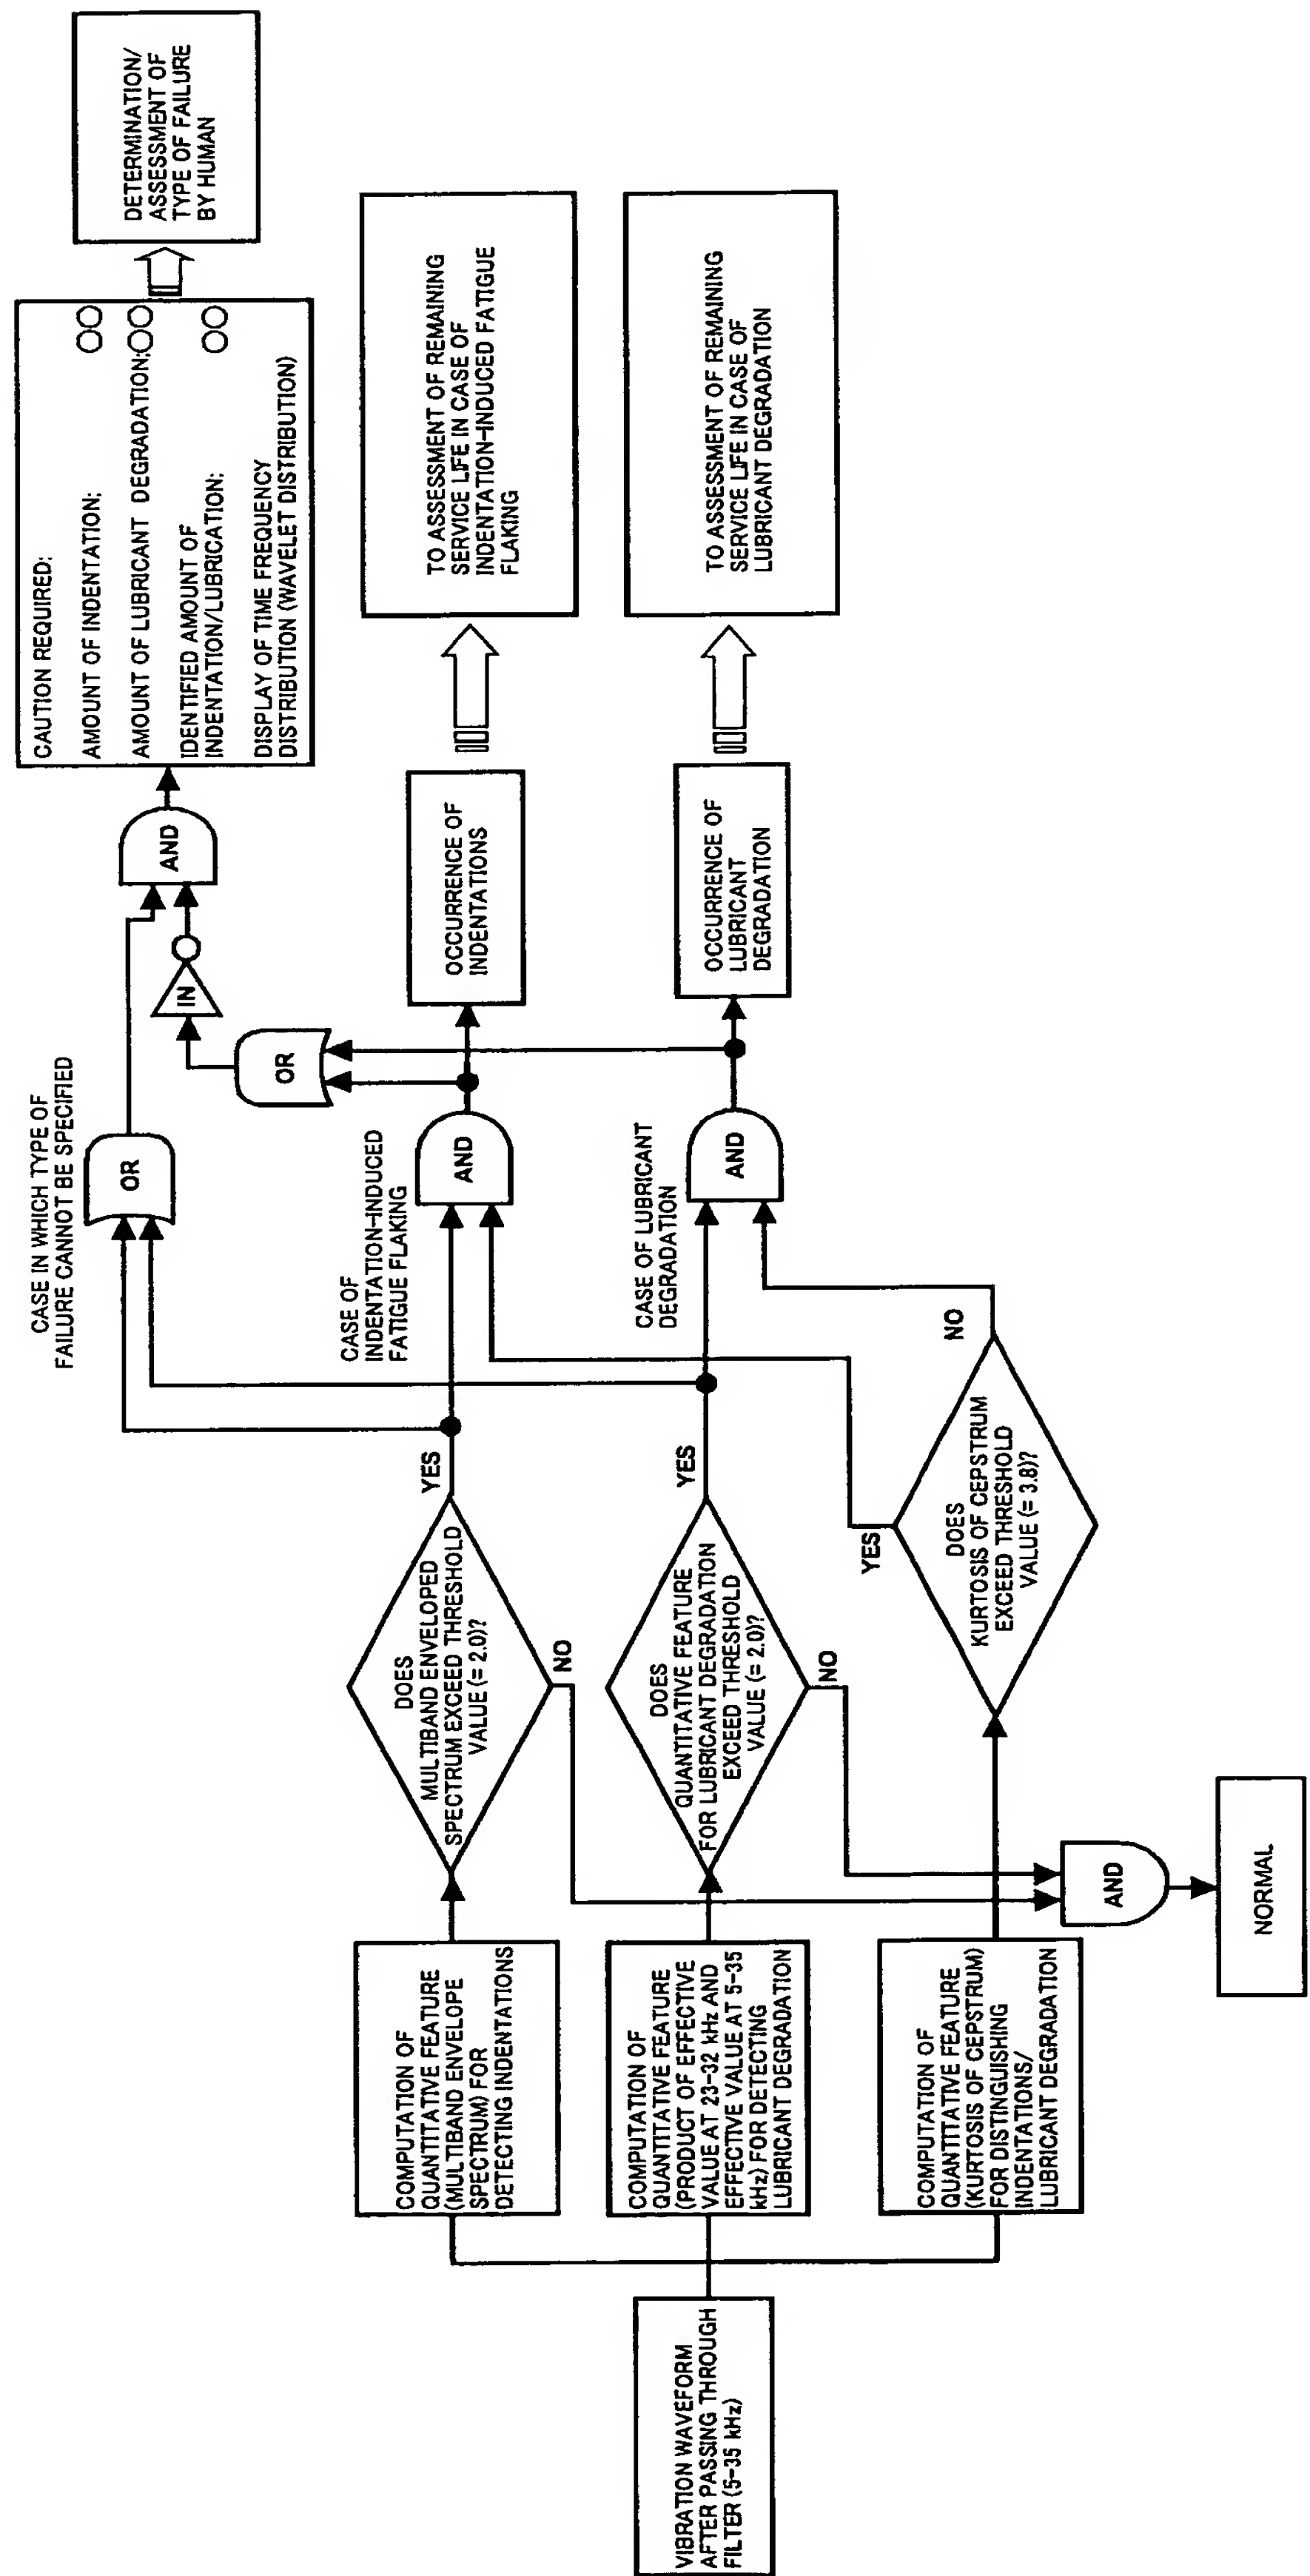 VIBRATION WAVEFORM
AFTER PASSING THROUGH
FILTER (5-35 kHz)
COMPUTATION OF
QUANTITATIVE FEATURE
(MULTIBAND ENVELOPE
SPECTRUM) FOR
DETECTING INDENTATIONS
COMPUTATION OF
QUANTITATIVE FEATURE
(PRODUCT OF EFFECTIVE
VALUE AT 23-32 kHz AND
EFFECTIVE VALUE AT 5-35
kHz) FOR DETECTING
LUBRICANT DEGRADATION
COMPUTATION OF
QUANTITATIVE FEATURE
(KURTOSIS OF CEPSTRUM)
FOR DISTINGUISHING
INDENTATIONS/
LUBRICANT DEGRADATION
DOES
MULTIBAND ENVELOPED
SPECTRUM EXCEED THRESHOLD
VALUE (= 2.0)?
YES
NO
DOES
QUANTITATIVE FEATURE
FOR LUBRICANT DEGRADATION
EXCEED THRESHOLD
VALUE (= 2.0)?
YES
NO
DOES
KURTOSIS OF CEPSTRUM
EXCEED THRESHOLD
VALUE (= 3.8)?
YES
NO
AND
NORMAL
CASE IN WHICH TYPE OF
FAILURE CANNOT BE SPECIFIED
OR
CASE OF
INDENTATION-INDUCED
FATIGUE FLAKING
AND
CASE OF LUBRICANT
DEGRADATION
AND
OR
IN
AND
OCCURRENCE OF
INDENTATIONS
OCCURRENCE OF
LUBRICANT
DEGRADATION
CAUTION REQUIRED:
AMOUNT OF INDENTATION: ○○
AMOUNT OF LUBRICANT DEGRADATION: ○○
IDENTIFIED AMOUNT OF
INDENTATION/LUBRICATION: ○○
DISPLAY OF TIME FREQUENCY
DISTRIBUTION (WAVELET DISTRIBUTION)
TO ASSESSMENT OF REMAINING
SERVICE LIFE IN CASE OF
INDENTATION-INDUCED FATIGUE
FLAKING
TO ASSESSMENT OF REMAINING
SERVICE LIFE IN CASE OF
LUBRICANT DEGRADATION
DETERMINATION/
ASSESSMENT OF
TYPE OF FAILURE
BY HUMAN